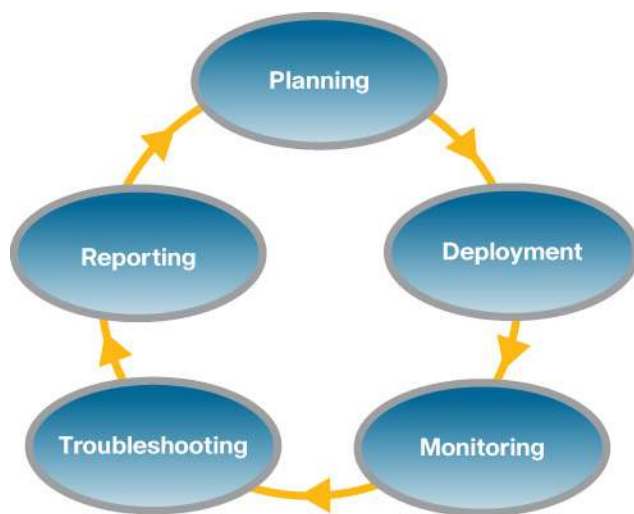 Planning
Deployment
Monitoring
Troubleshooting
Reporting